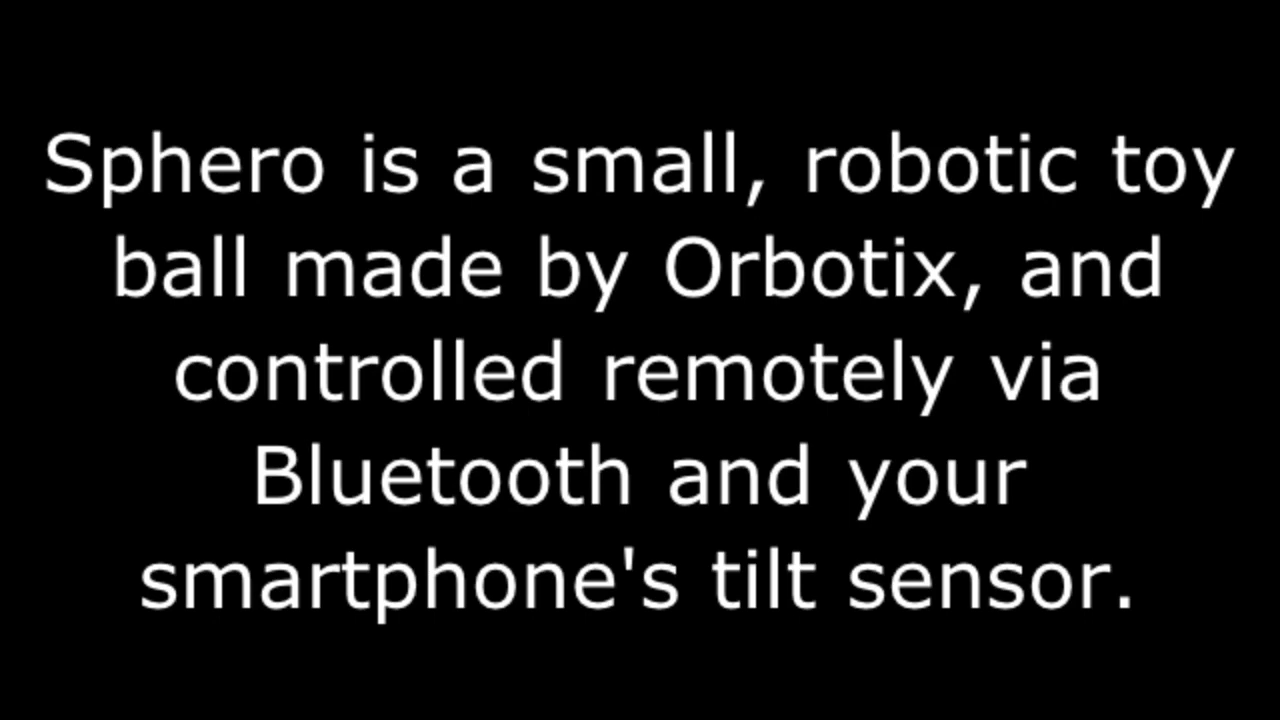 Sphero is a small, robotic toy
ball made by Orbotix, and
controlled remotely via
Bluetooth and your
smartphone's tilt sensor.